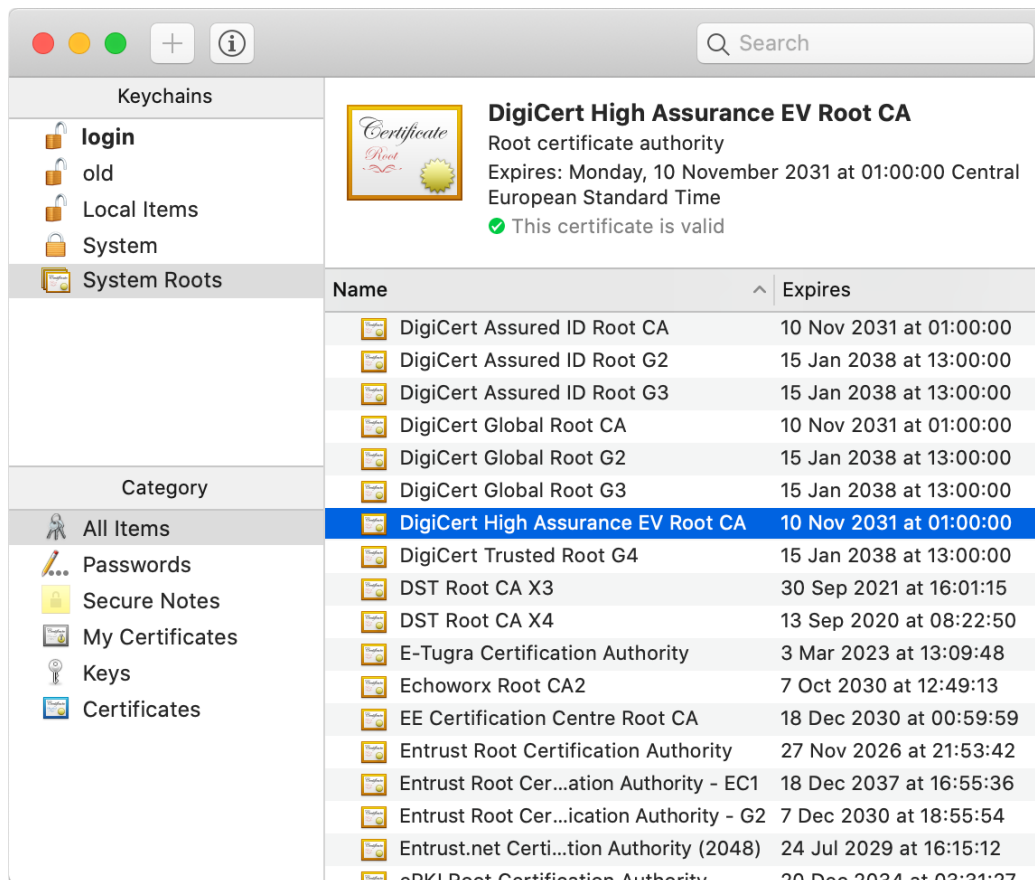 Search
Keychains
login
old
Local Items
System
System Roots
Category
All Items
Passwords
Secure Notes
My Certificates
Keys
Certificates
Certificate
Root
DigiCert High Assurance EV Root CA
Root certificate authority
Expires: Monday, 10 November 2031 at 01:00:00 Central
European Standard Time
This certificate is valid
Name Expires
DigiCert Assured ID Root CA 10 Nov 2031 at 01:00:00
DigiCert Assured ID Root G2 15 Jan 2038 at 13:00:00
DigiCert Assured ID Root G3 15 Jan 2038 at 13:00:00
DigiCert Global Root CA 10 Nov 2031 at 01:00:00
DigiCert Global Root G2 15 Jan 2038 at 13:00:00
DigiCert Global Root G3 15 Jan 2038 at 13:00:00
DigiCert High Assurance EV Root CA 10 Nov 2031 at 01:00:00
DigiCert Trusted Root G4 15 Jan 2038 at 13:00:00
DST Root CA X3 30 Sep 2021 at 16:01:15
DST Root CA X4 13 Sep 2020 at 08:22:50
E-Tugra Certification Authority 3 Mar 2023 at 13:09:48
Echoworx Root CA2 7 Oct 2030 at 12:49:13
EE Certification Centre Root CA 18 Dec 2030 at 00:59:59
Entrust Root Certification Authority 27 Nov 2026 at 21:53:42
Entrust Root Cer...ation Authority - EC1 18 Dec 2037 at 16:55:36
Entrust Root Cer...ication Authority - G2 7 Dec 2030 at 18:55:54
Entrust.net Certi...tion Authority (2048) 24 Jul 2029 at 16:15:12
ePKI Root Certification Authority 20 Dec 2034 at 03:31:27